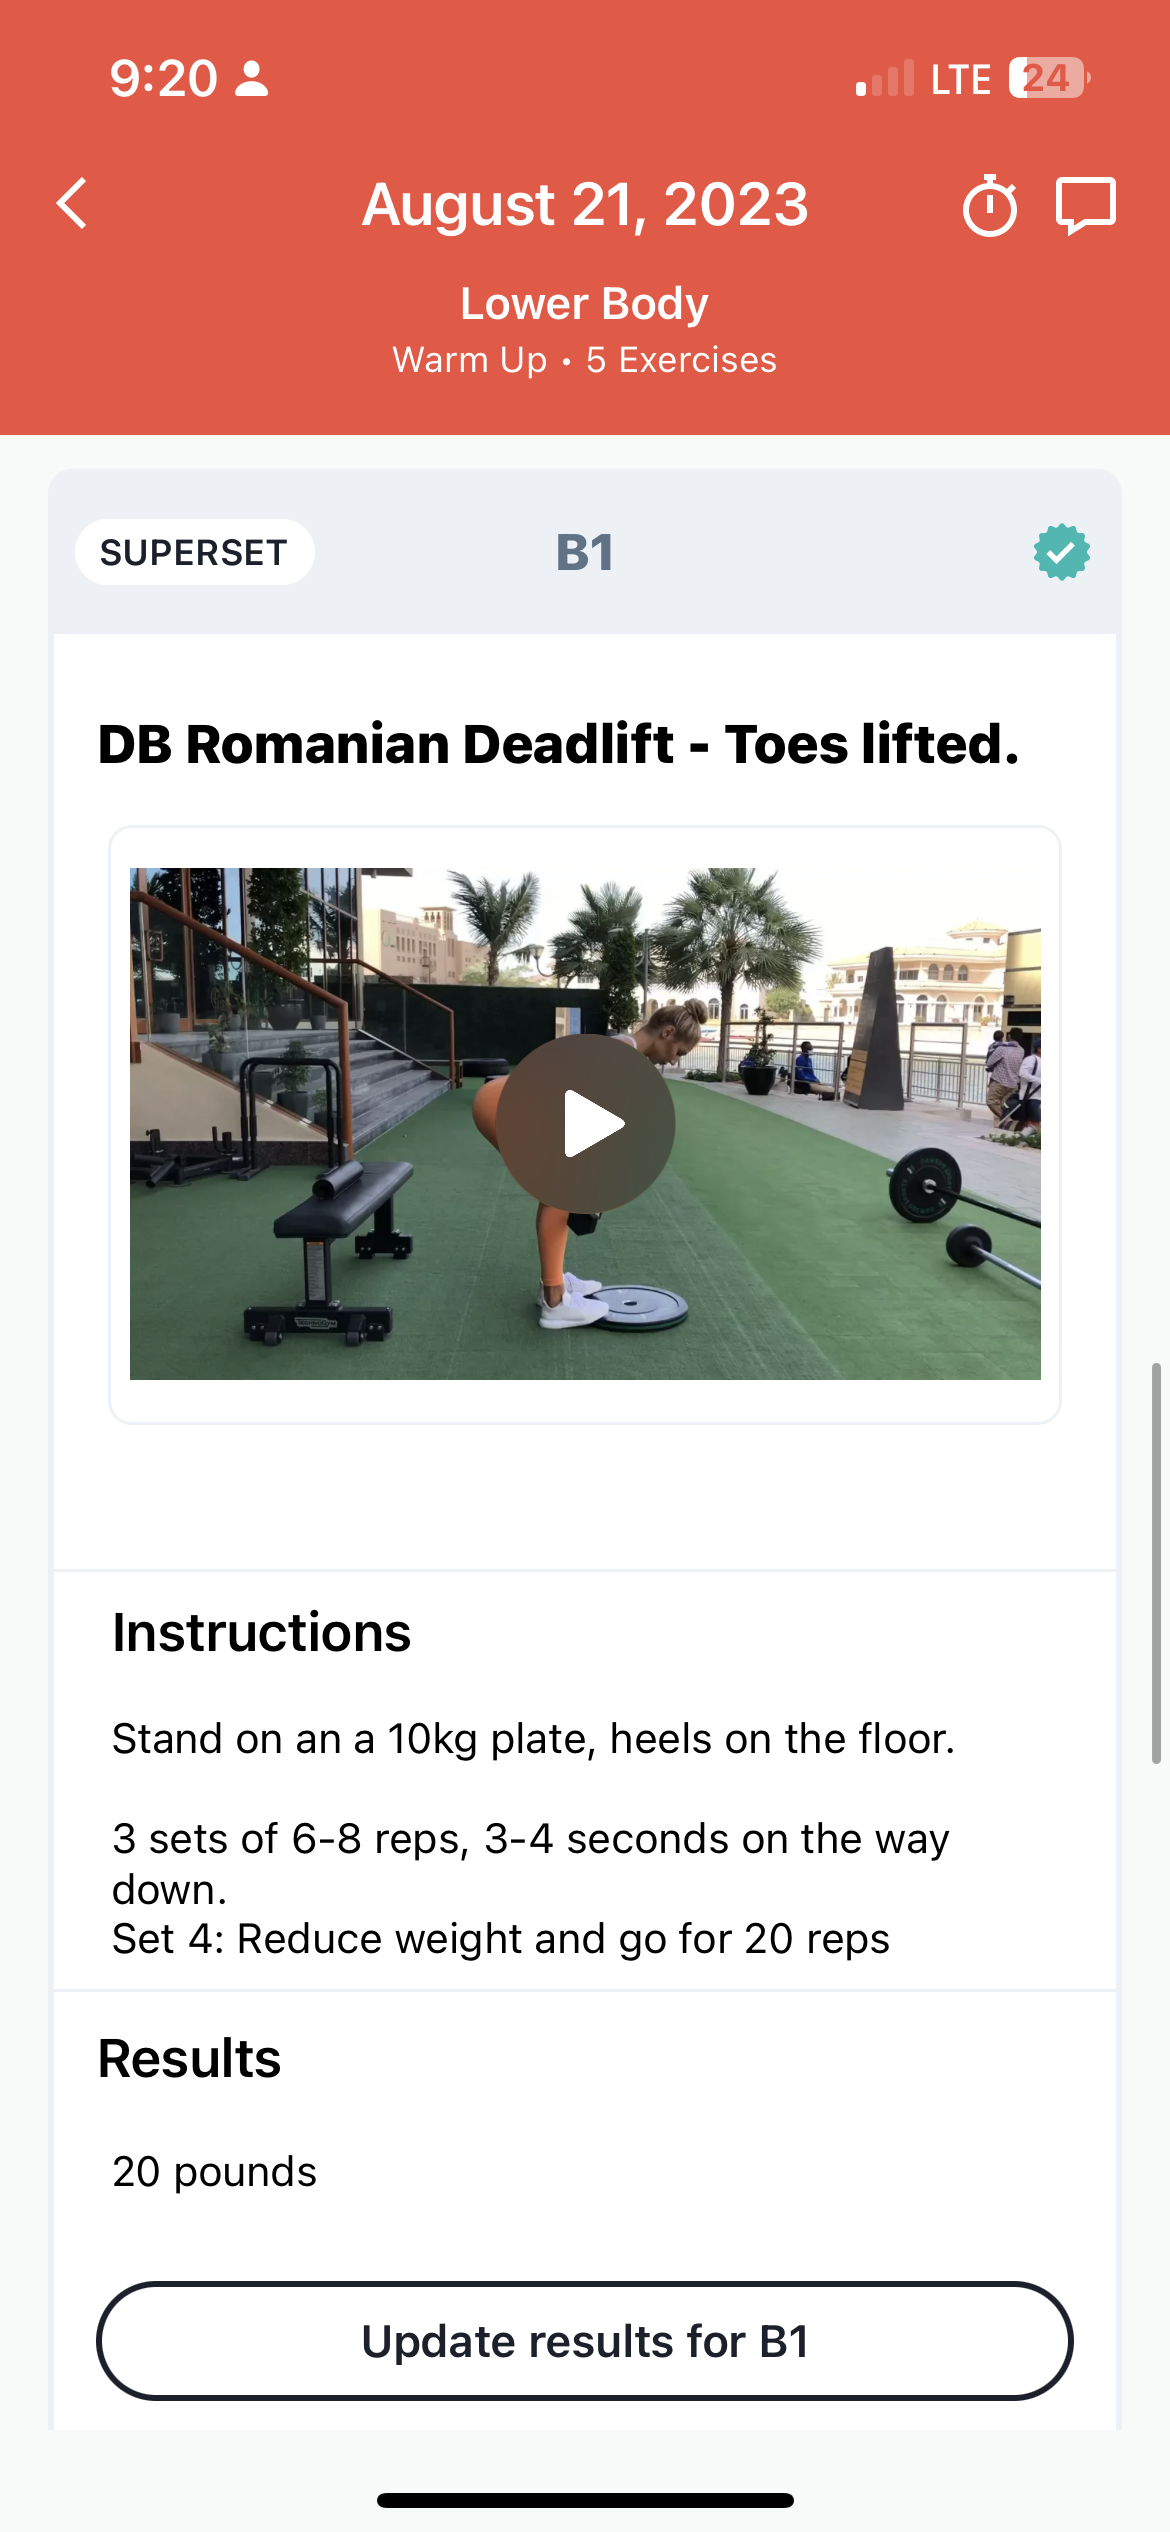 9:20
LTE 24
August 21, 2023
Lower Body
Warm Up • 5 Exercises
SUPERSET
B1
DB Romanian Deadlift - Toes lifted.
TECHNOGYM
Instructions
Stand on an a 10kg plate, heels on the floor.
3 sets of 6-8 reps, 3-4 seconds on the way
down.
Set 4: Reduce weight and go for 20 reps
Results
20 pounds
Update results for B1